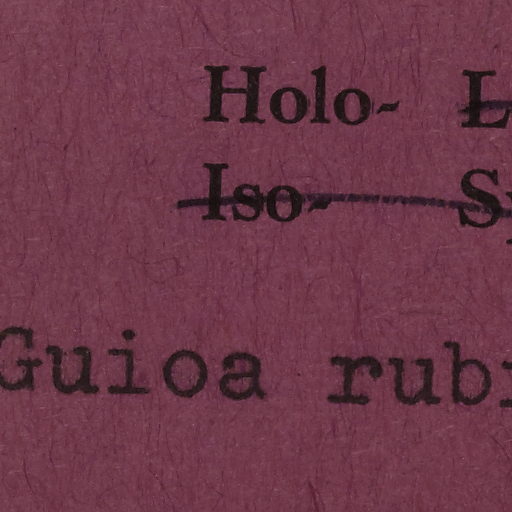 Holo- L
Iso- S
Guioa rub